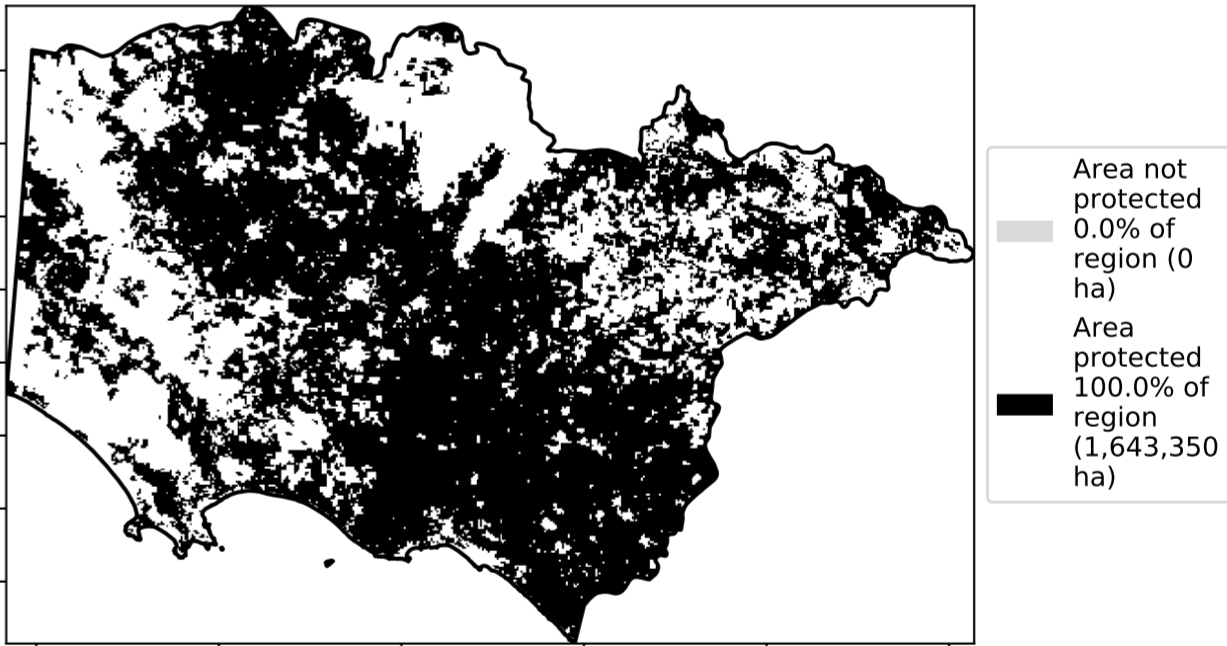 Area not
protected
0.0% of
region (0
ha)
Area
protected
100.0% of
region
(1,643,350
ha)